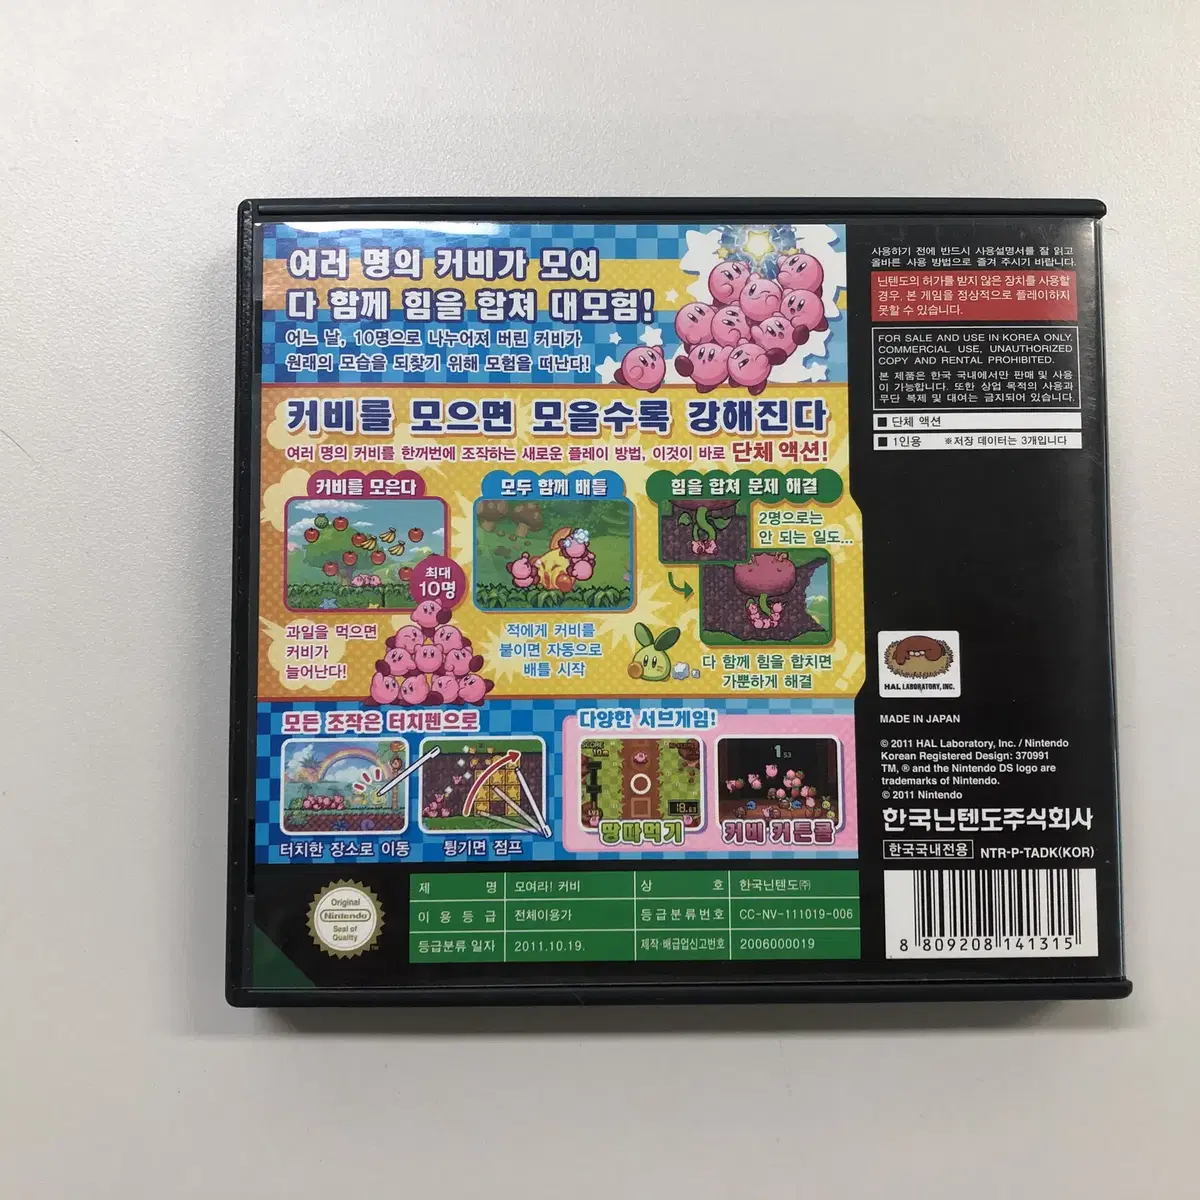 여러 명의 커비가 모여
다 함께 힘을 합쳐 대모험!
어느 날, 10명으로 나누어져 버린 커비가
원래의 모습을 되찾기 위해 모험을 떠난다!
커비를 모으면 모을수록 강해진다
여러 명의 커비를 한꺼번에 조작하는 새로운 플레이 방법, 이것이 바로 단체 액션!
커비를 모은다
최대
10명
과일을 먹으면
커비가
늘어난다!
모두 함께 배틀
적에게 커비를
붙이면 자동으로
배틀 시작
힘을 합쳐 문제 해결
2명으로는
안 되는 일도...
다 함께 힘을 합치면
가뿐하게 해결
모든 조작은 터치펜으로
터치한 장소로 이동
튕기면 점프
다양한 서브게임!
SCORE
땅따먹기
커비 커튼콜
사용하기 전에 반드시 사용설명서를 잘 읽고
올바른 사용 방법으로 즐겨 주시기 바랍니다.
닌텐도의 허가를 받지 않은 장치를 사용할
경우, 본 게임을 정상적으로 플레이하지
못할 수 있습니다.
FOR SALE AND USE IN KOREA ONLY.
COMMERCIAL USE, UNAUTHORIZED
COPY AND RENTAL PROHIBITED.
본 제품은 한국 국내에서만 판매 및 사용
이 가능합니다. 또한 상업 목적의 사용과
무단 복제 및 대여는 금지되어 있습니다.
■ 단체 액션
■ 1인용 ※저장 데이터는 3개입니다
HAL LABORATORY, INC.
MADE IN JAPAN
© 2011 HAL Laboratory, Inc. / Nintendo
Korean Registered Design: 370991
TM, ® and the Nintendo DS logo are
trademarks of Nintendo.
© 2011 Nintendo
한국닌텐도주식회사
한국국내전용 NTR-P-TADK(KOR)
8 809208 141315
Original
Nintendo
Seal of
Quality
TM
제 명 모여라! 커비 상 호 한국닌텐도㈜
이용등급 전체이용가 등급분류번호 CC-NV-111019-006
등급분류 일자 2011.10.19. 제작·배급업신고번호 2006000019